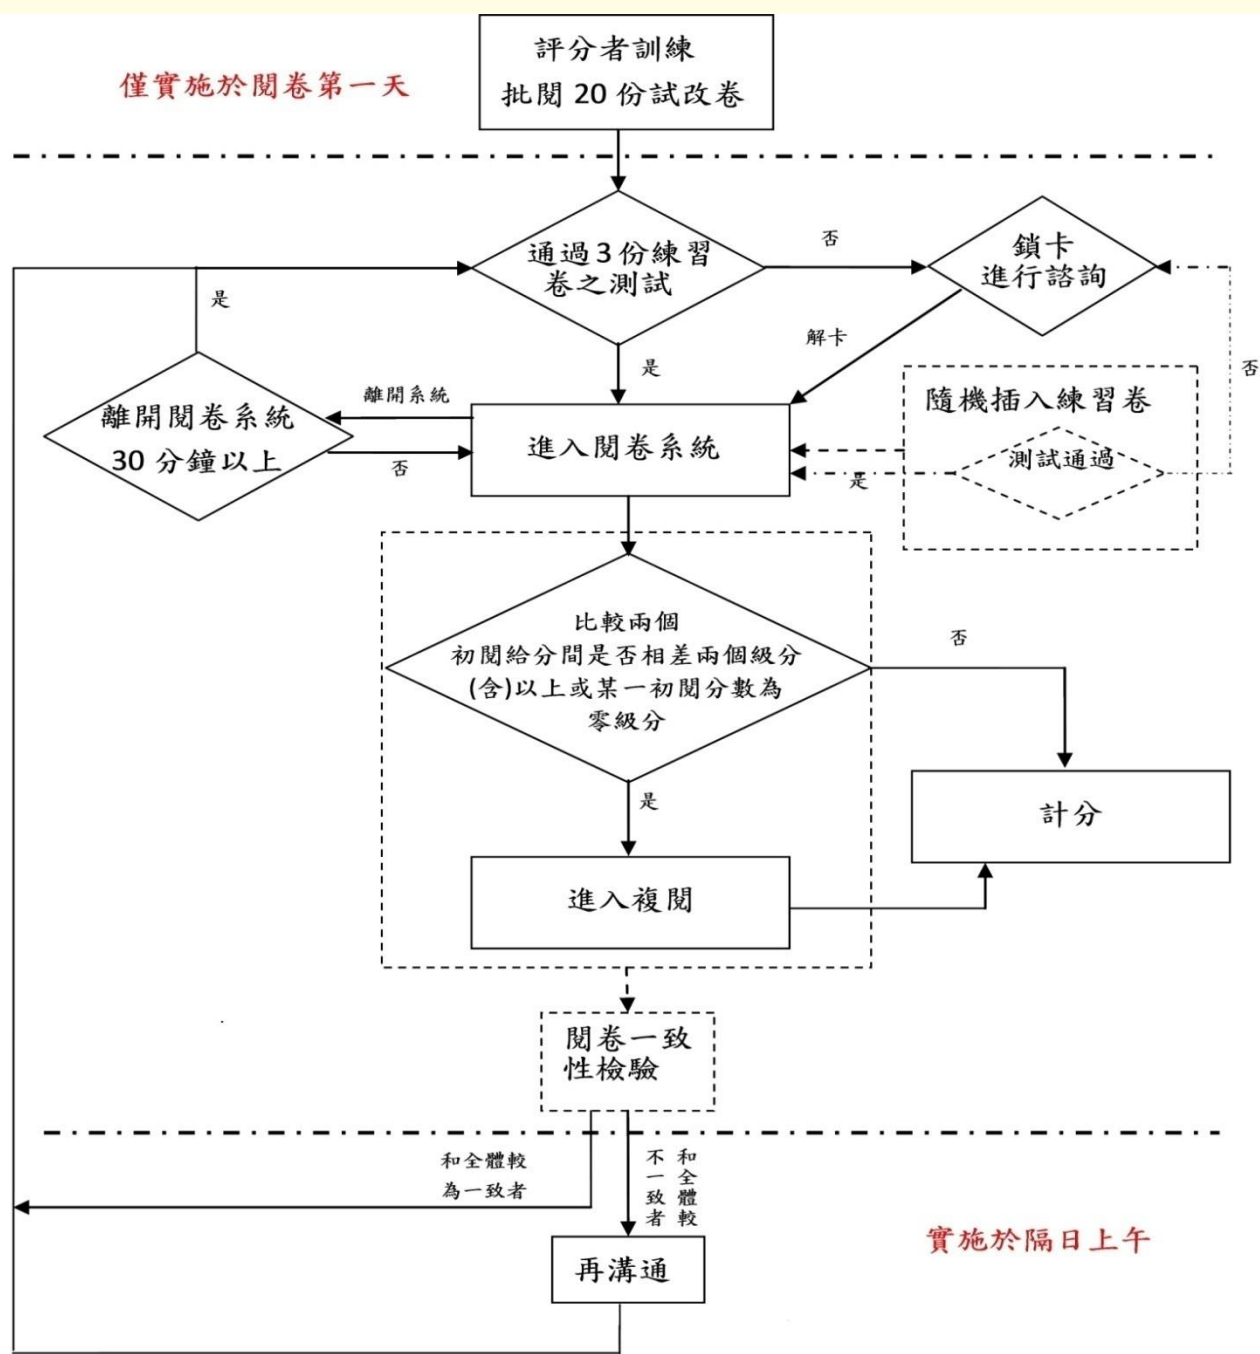 評分者訓練
批閱 20 份試改卷
僅實施於閱卷第一天
通過 3 份練習
卷之測試
否
鎖卡
進行諮詢
是
解卡
是
否
離開系統
離開閱卷系統
30 分鐘以上
否
進入閱卷系統
隨機插入練習卷
測試通過
是
比較兩個
初閱給分間是否相差兩個級分
(含)以上或某一初閱分數為
零級分
否
是
計分
進入複閱
閱卷一致
性檢驗
和全體較
為一致者
和全體較
不一致者
實施於隔日上午
再溝通